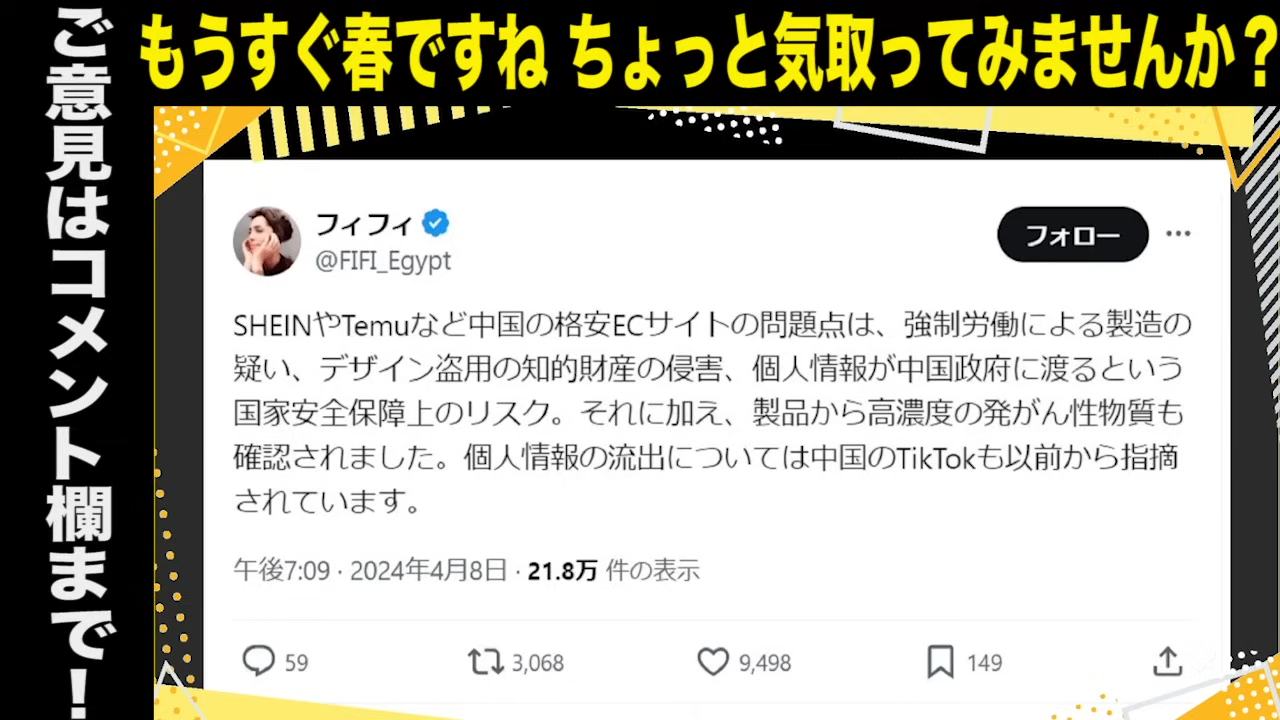 もうすぐ春ですね ちょっと気取ってみませんか？
ご意見はコメント欄まで！
フィフィ
@FIFI_Egypt
フォロー
SHEINやTemuなど中国の格安ECサイトの問題点は、強制労働による製造の
疑い、デザイン盗用の知的財産の侵害、個人情報が中国政府に渡るという
国家安全保障上のリスク。それに加え、製品から高濃度の発がん性物質も
確認されました。個人情報の流出については中国のTikTokも以前から指摘
されています。
午後7:09 · 2024年4月8日 · 21.8万 件の表示
59 3,068 9,498 149